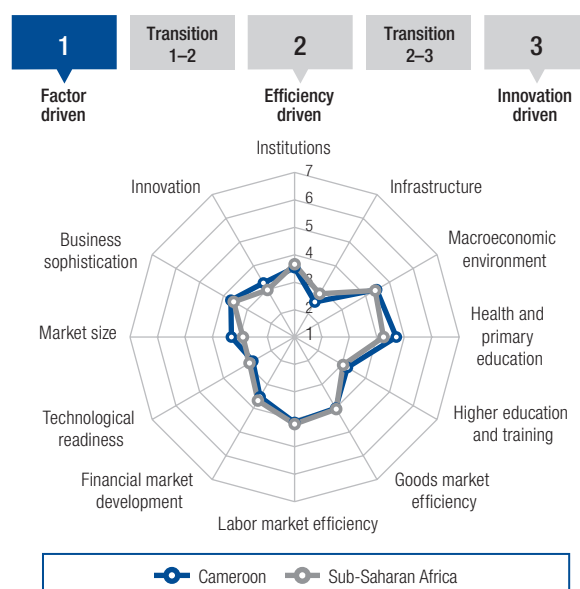 1
Transition
1–2
2
Transition
2–3
3
Factor
driven
Efficiency
driven
Innovation
driven
Institutions
7
Innovation
6
Infrastructure
5
Business
sophistication
4
Macroeconomic
environment
3
2
Market size
1
Health and
primary
education
Technological
readiness
Higher education
and training
Financial market
development
Goods market
efficiency
Labor market efficiency
Cameroon
Sub-Saharan Africa